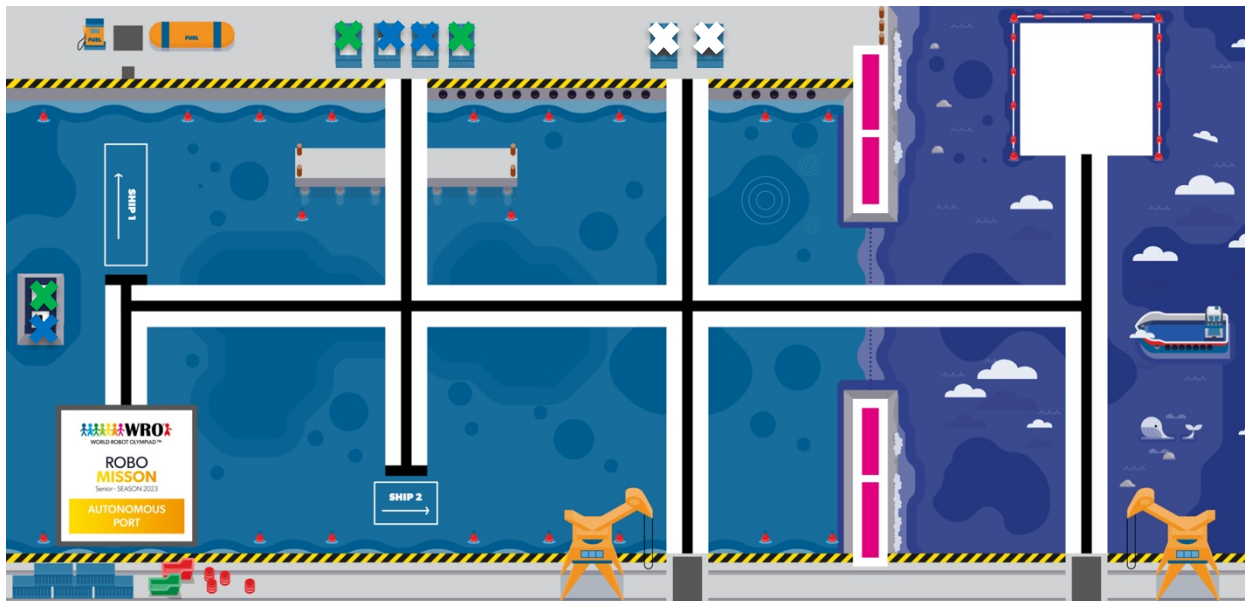 FUEL
FUEL
SHIP 1
WRO
WORLD ROBOT OLYMPIAD™
ROBO
MISSON
Senior - SEASON 2023
AUTONOMOUS
PORT
SHIP 2